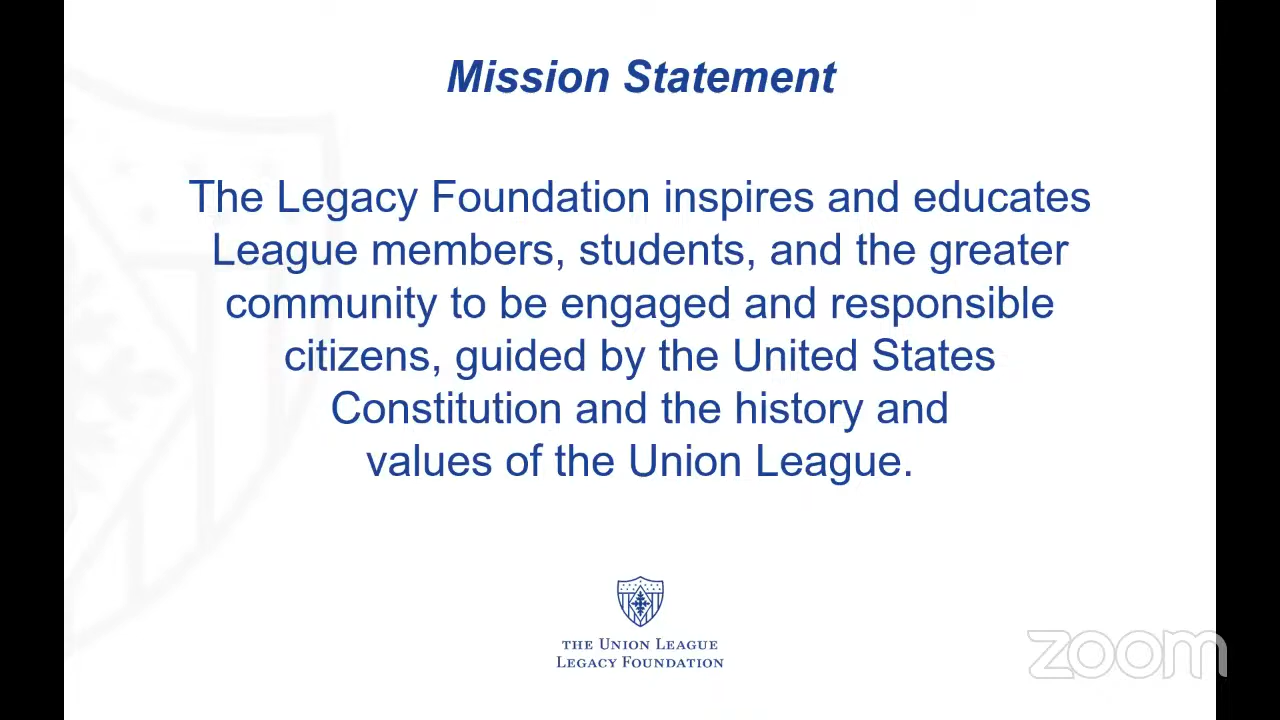 Mission Statement
The Legacy Foundation inspires and educates
League members, students, and the greater
community to be engaged and responsible
citizens, guided by the United States
Constitution and the history and
values of the Union League.
THE UNION LEAGUE
LEGACY FOUNDATION
zoom